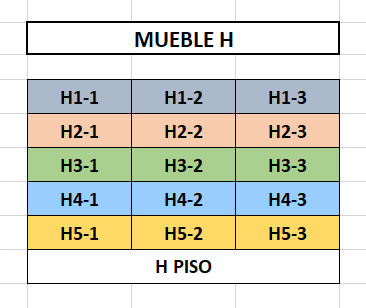 MUEBLE H
H1-1 H1-2 H1-3
H2-1 H2-2 H2-3
H3-1 H3-2 H3-3
H4-1 H4-2 H4-3
H5-1 H5-2 H5-3
H PISO